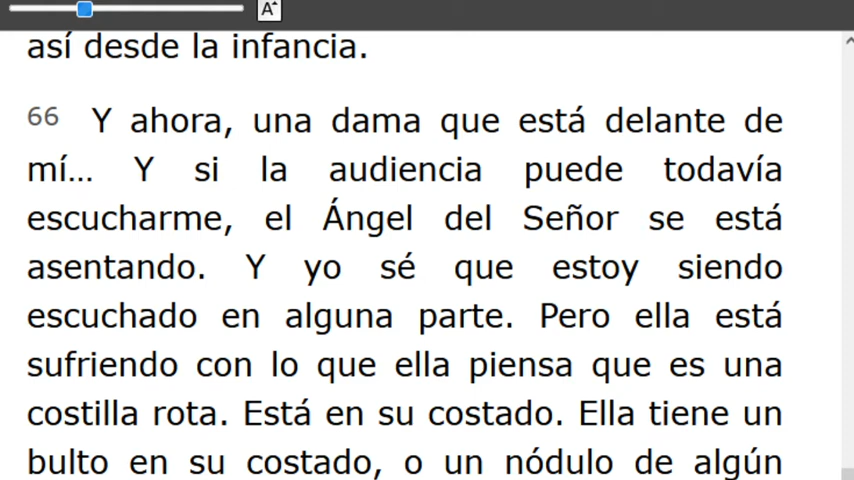 A
así desde la infancia.
66 Y ahora, una dama que está delante de
mí... Y si la audiencia puede todavía
escucharme, el Ángel del Señor se está
asentando. Y yo sé que estoy siendo
escuchado en alguna parte. Pero ella está
sufriendo con lo que ella piensa que es una
costilla rota. Está en su costado. Ella tiene un
bulto en su costado, o un nódulo de algún